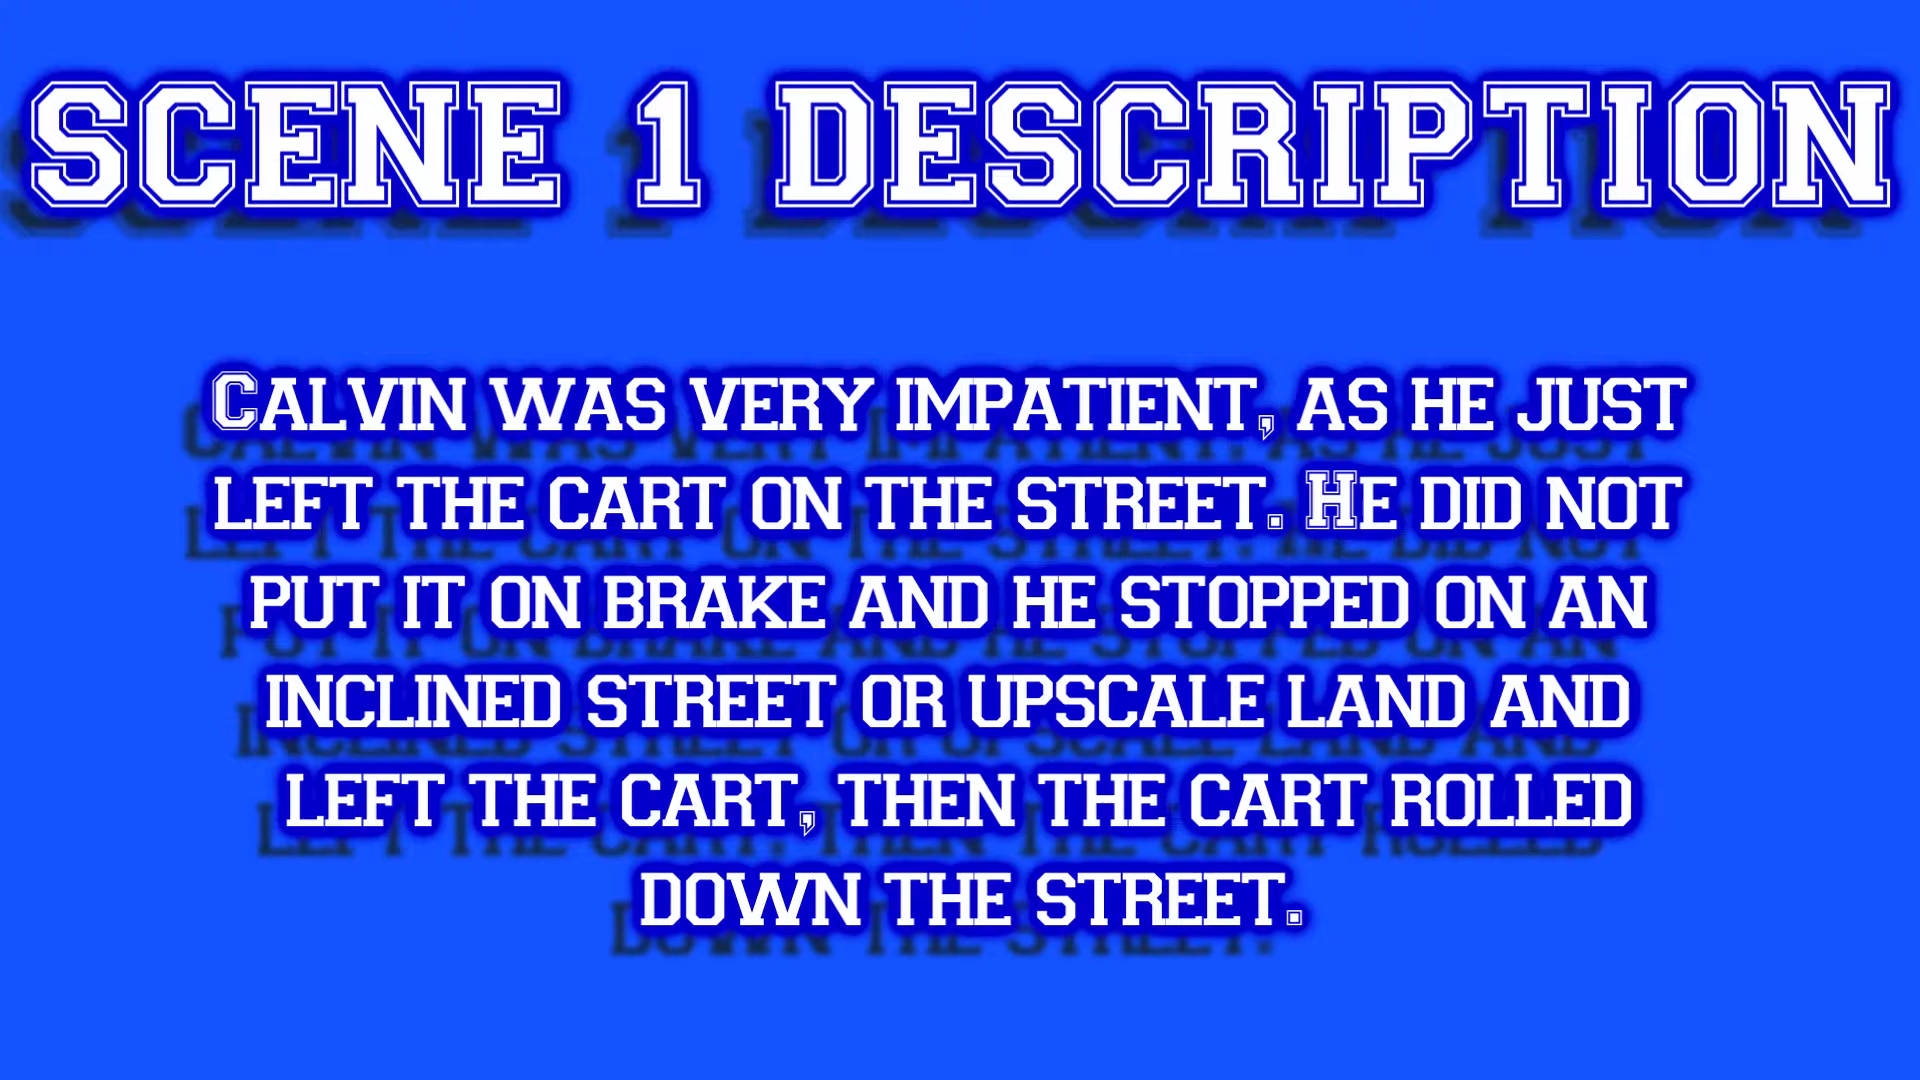 SCENE 1 DESCRIPTION
CALVIN WAS VERY IMPATIENT, AS HE JUST
LEFT THE CART ON THE STREET. HE DID NOT
PUT IT ON BRAKE AND HE STOPPED ON AN
INCLINED STREET OR UPSCALE LAND AND
LEFT THE CART, THEN THE CART ROLLED
DOWN THE STREET.